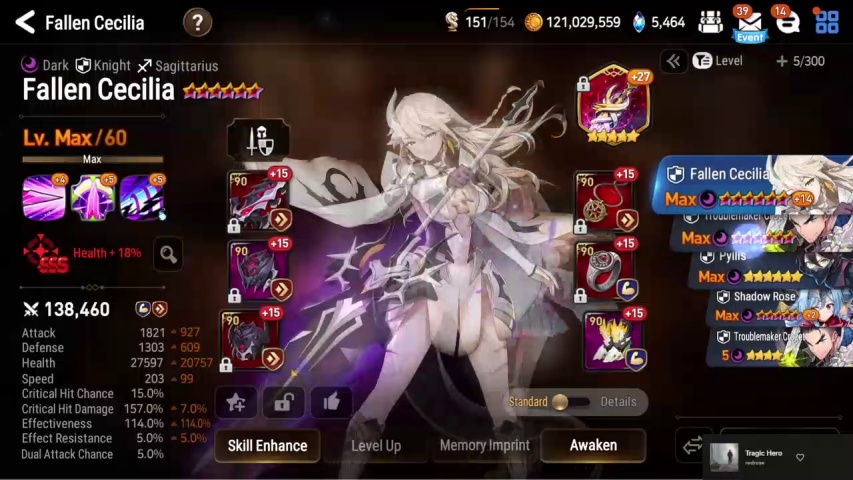 Fallen Cecilia
?
151/154
121,029,559
5,464
39
Event
14
Dark Knight Sagittarius
Fallen Cecilia
Lv. Max/60
Max
+4 +5 +5
SSS Health + 18%
138,460
Attack 1821 927
Defense 1303 609
Health 27597 20757
Speed 203 99
Critical Hit Chance 15.0%
Critical Hit Damage 157.0% 7.0%
Effectiveness 114.0% 114.0%
Effect Resistance 5.0% 5.0%
Dual Attack Chance 5.0%
90 +15
90 +15
90 +15
+27
90 +15
90 +15
90 +15
Standard Details
Skill Enhance
Level Up
Memory Imprint
Awaken
Level
+ 5/300
Fallen Cecilia
Max +14
Max
Pyllis
Max
Shadow Rose
Max +2
Troublemaker
5
Tragic Hero